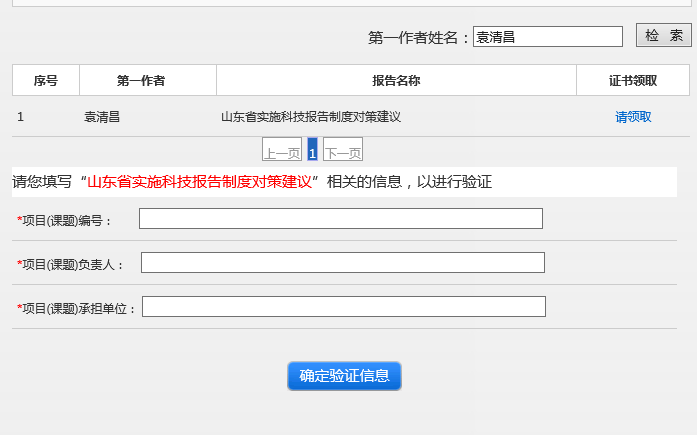 第一作者姓名：袁清昌 检 索
序号 第一作者 报告名称 证书领取
1 袁清昌 山东省实施科技报告制度对策建议 请领取
上一页 1 下一页
请您填写“山东省实施科技报告制度对策建议”相关的信息，以进行验证
*项目(课题)编号：
*项目(课题)负责人：
*项目(课题)承担单位：
确定验证信息